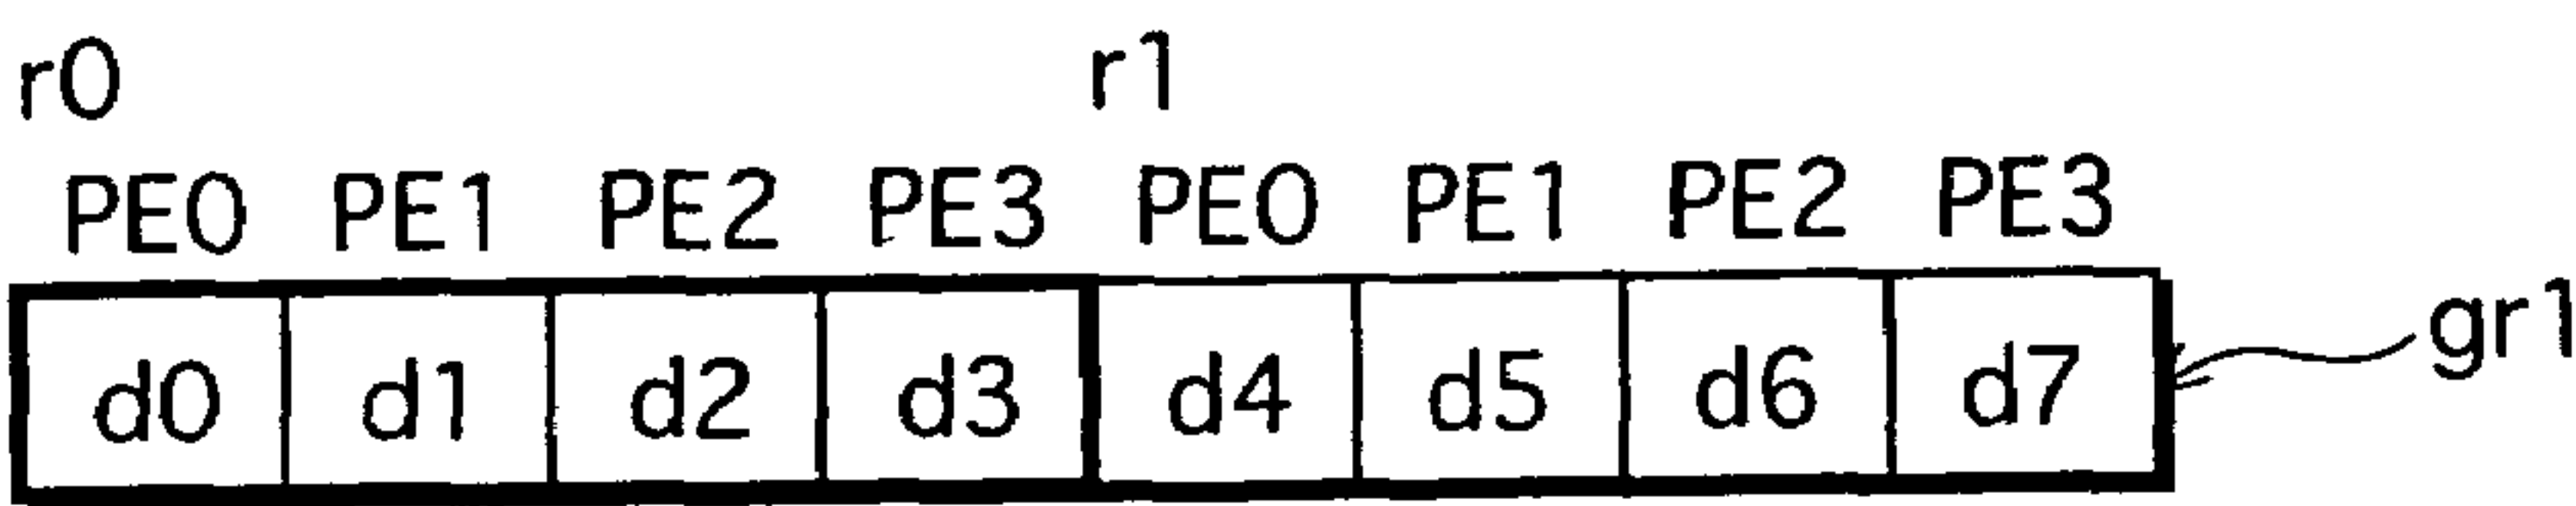 r0 r1
PE0 PE1 PE2 PE3 PE0 PE1 PE2 PE3
d0 d1 d2 d3 d4 d5 d6 d7 gr1